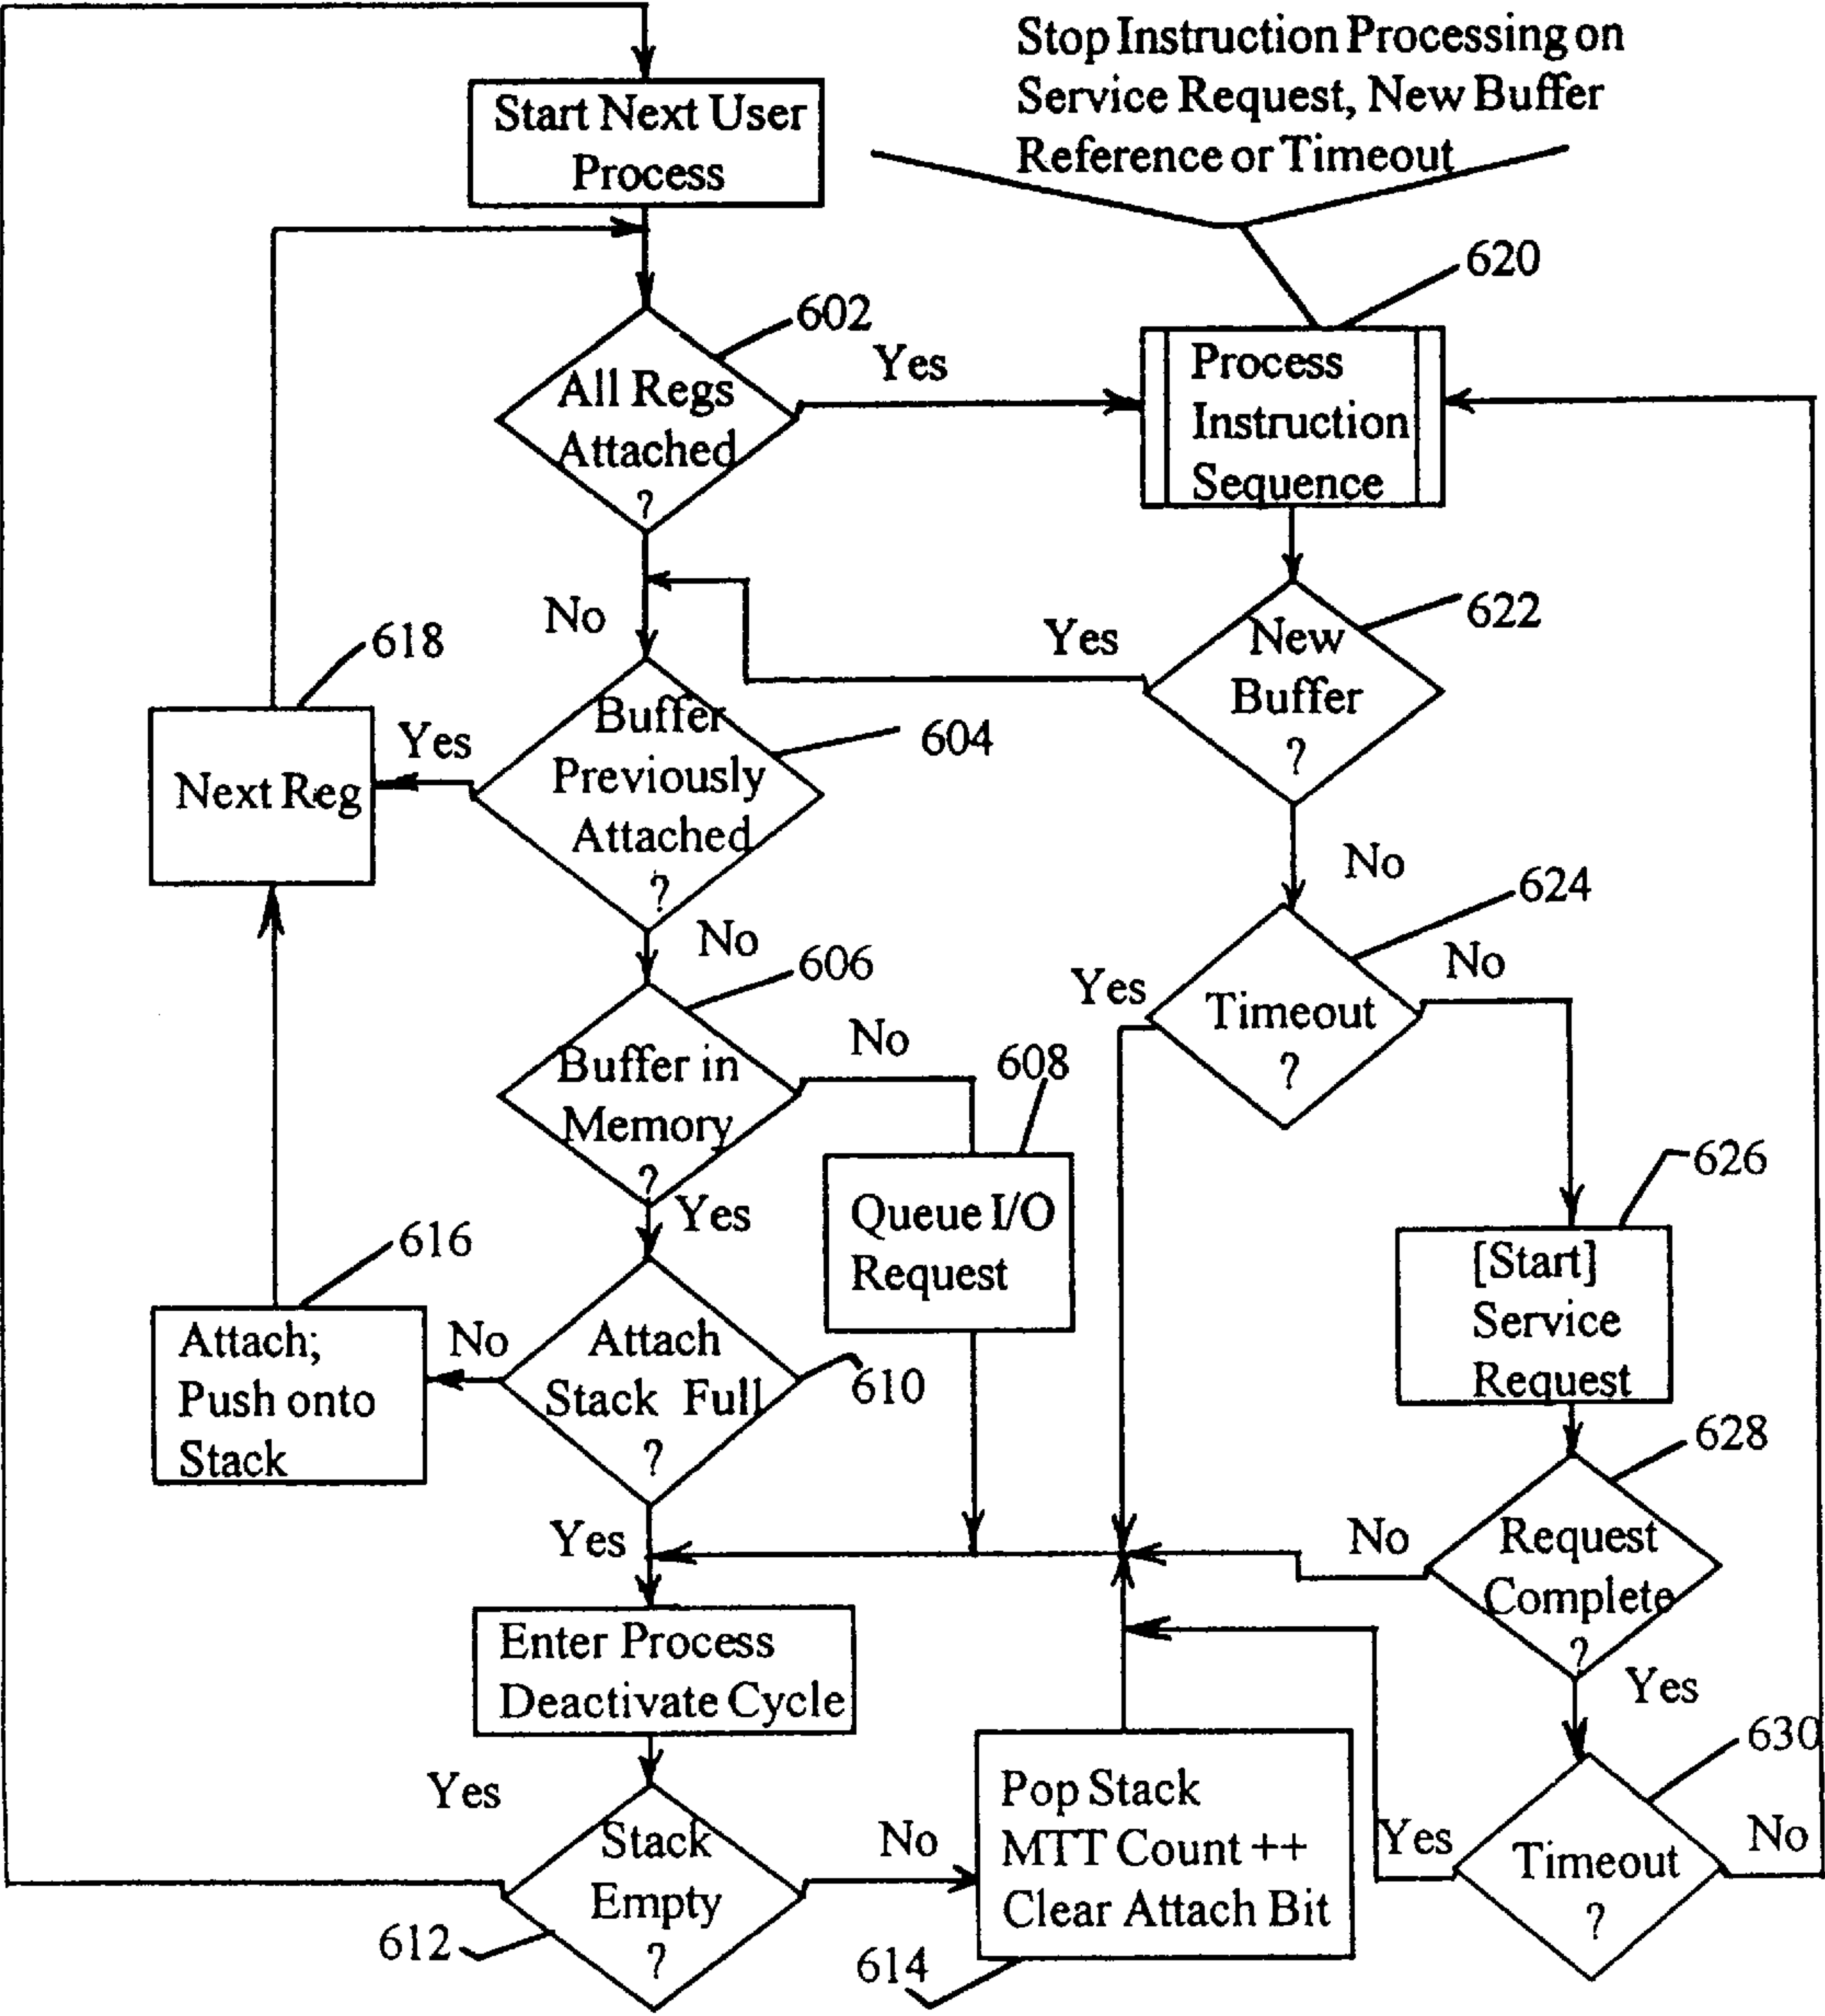 Stop Instruction Processing on
Service Request, New Buffer
Reference or Timeout
Start Next User
Process
620
602
Yes
All Regs
Attached
?
Process
Instruction
Sequence
No
622
Yes
New
Buffer
?
618
Next Reg
Yes
604
Buffer
Previously
Attached
?
No
No
624
606
Yes
No
Timeout
?
Buffer in
Memory
?
No
608
Yes
Queue I/O
Request
626
[Start]
Service
Request
616
Attach;
Push onto
Stack
No
Attach
Stack Full
?
610
628
Yes
No
Request
Complete
?
Enter Process
Deactivate Cycle
Yes
630
Yes
Stack
Empty
?
612
No
Pop Stack
MTT Count ++
Clear Attach Bit
614
Yes
Timeout
?
No